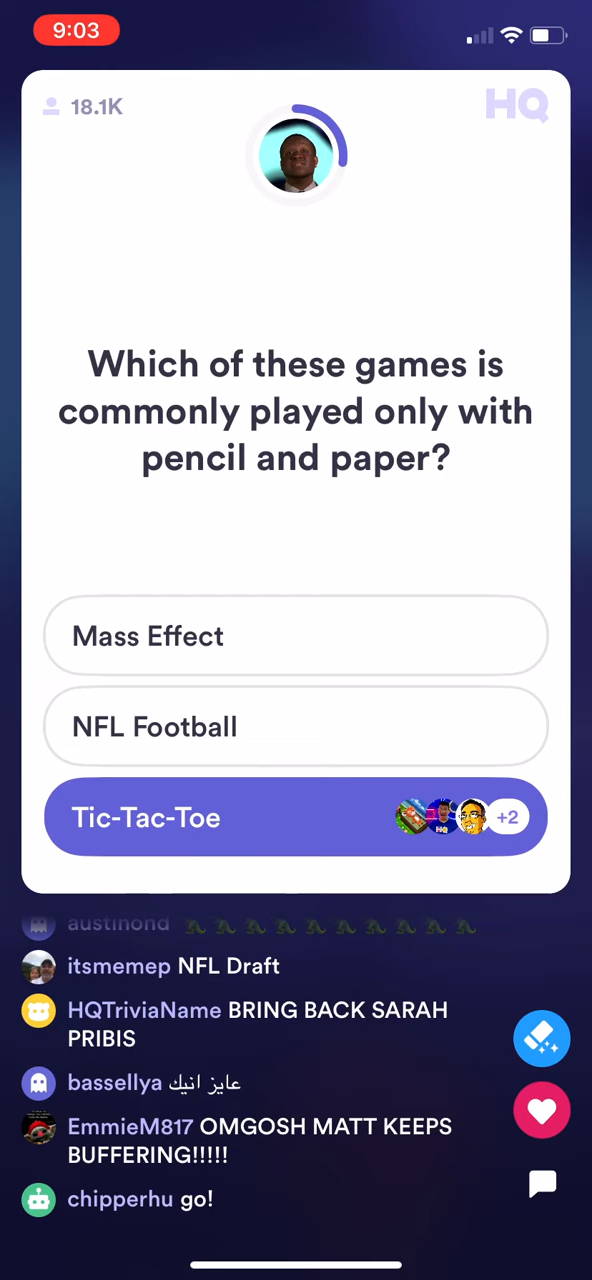 9:03
18.1K
HQ
Which of these games is
commonly played only with
pencil and paper?
Mass Effect
NFL Football
Tic-Tac-Toe +2
austinond
itsmemep NFL Draft
HQTriviaName BRING BACK SARAH
PRIBIS
bassellya عايز انيك
EmmieM817 OMGOSH MATT KEEPS
BUFFERING!!!!!
chipperhu go!